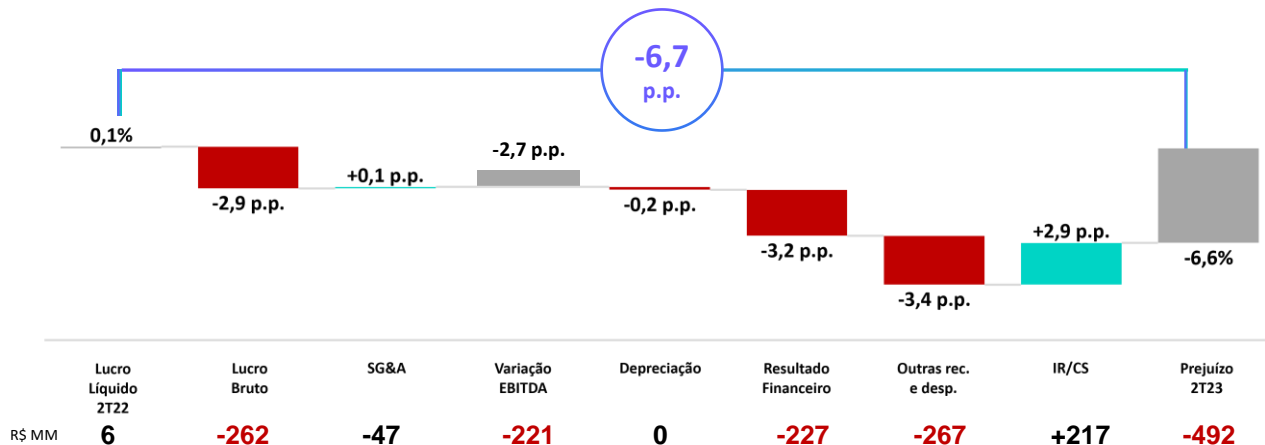 -6,7
p.p.
0,1%
-2,9 p.p.
+0,1 p.p.
-2,7 p.p.
-0,2 p.p.
-3,2 p.p.
-3,4 p.p.
+2,9 p.p.
-6,6%
Lucro
Líquido
2T22
Lucro
Bruto
SG&A
Variação
EBITDA
Depreciação
Resultado
Financeiro
Outras rec.
e desp.
IR/CS
Prejuízo
2T23
R$ MM 6 -262 -47 -221 0 -227 -267 +217 -492